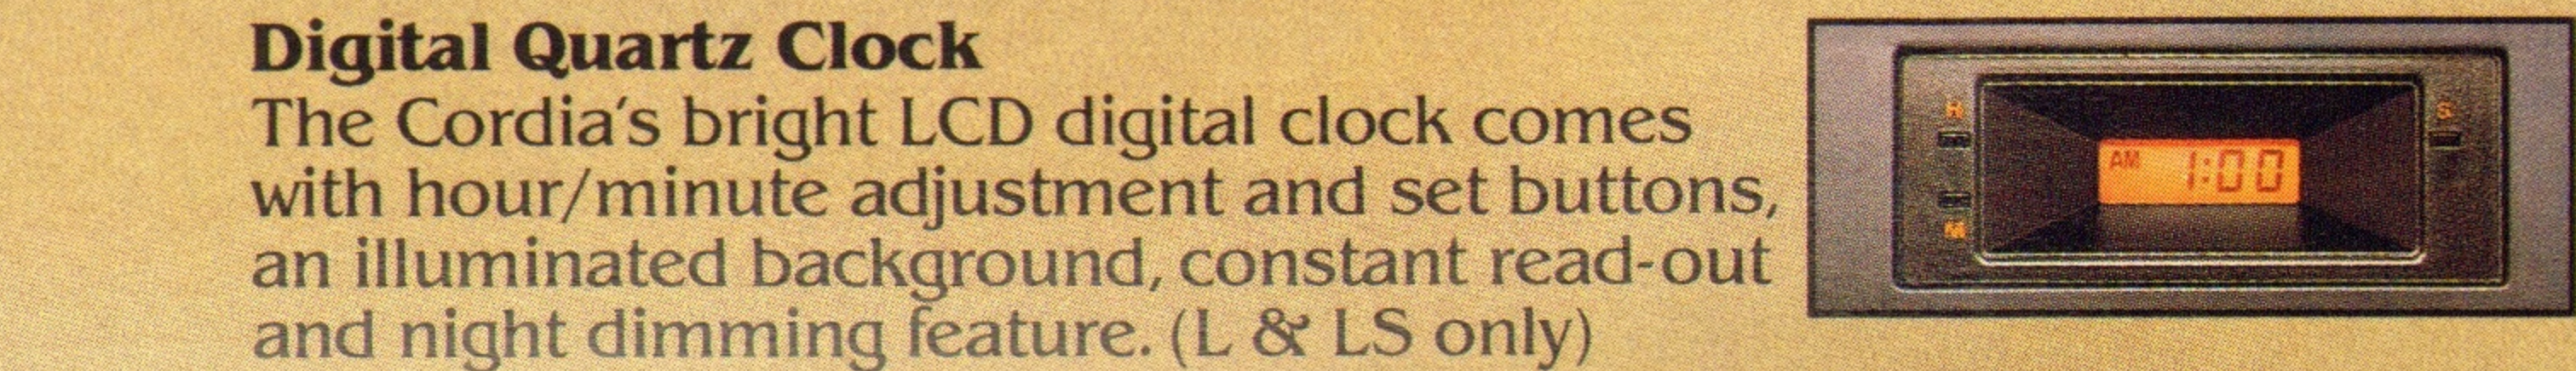 Digital Quartz Clock
The Cordia's bright LCD digital clock comes
with hour/minute adjustment and set buttons,
an illuminated background, constant read-out
and night dimming feature. (L & LS only)
H
S
AM 1:00
M